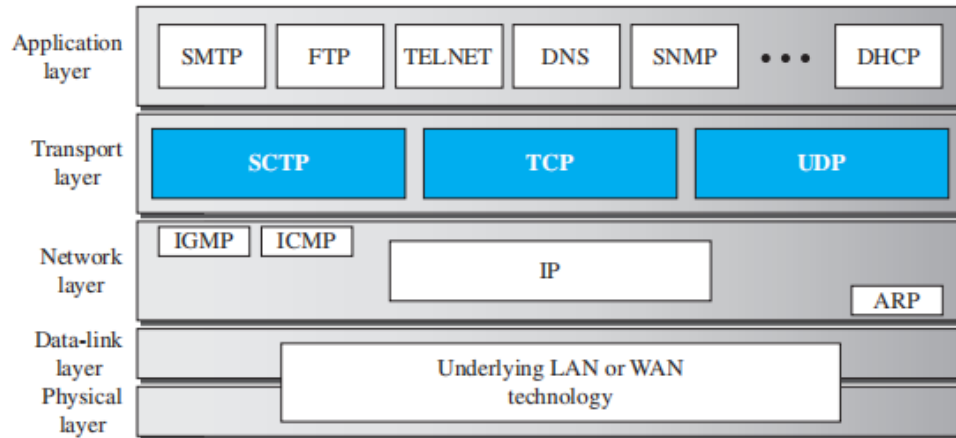 Application
layer
SMTP
FTP
TELNET
DNS
SNMP
• • •
DHCP
Transport
layer
SCTP
TCP
UDP
Network
layer
IGMP
ICMP
IP
ARP
Data-link
layer
Physical
layer
Underlying LAN or WAN
technology